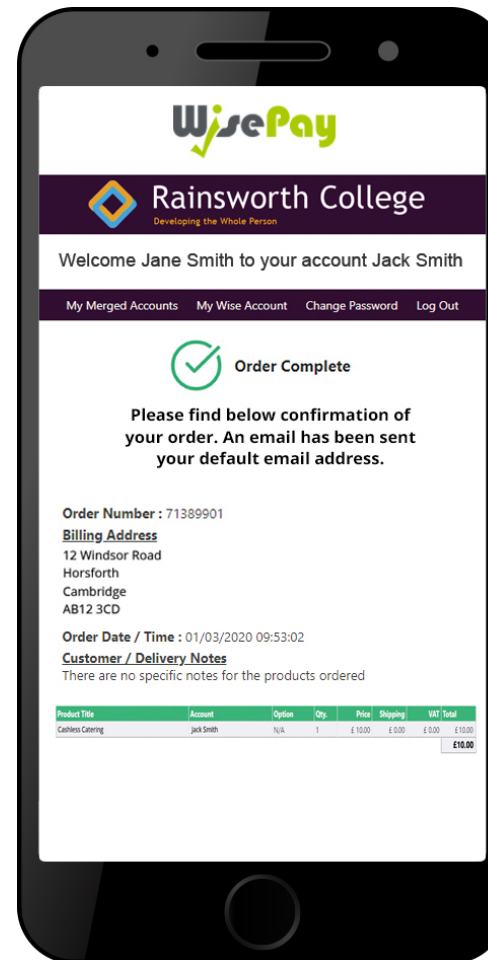 WisePay
Rainsworth College
Developing the Whole Person
Welcome Jane Smith to your account Jack Smith
My Merged Accounts My Wise Account Change Password Log Out
Order Complete
Please find below confirmation of
your order. An email has been sent
your default email address.
Order Number : 71389901
Billing Address
12 Windsor Road
Horsforth
Cambridge
AB12 3CD
Order Date / Time : 01/03/2020 09:53:02
Customer / Delivery Notes
There are no specific notes for the products ordered
Product Title Account Option Qty. Price Shipping VAT Total
Cashless Catering Jack Smith N/A 1 £ 10.00 £ 0.00 £ 0.00 £ 10.00
£10.00